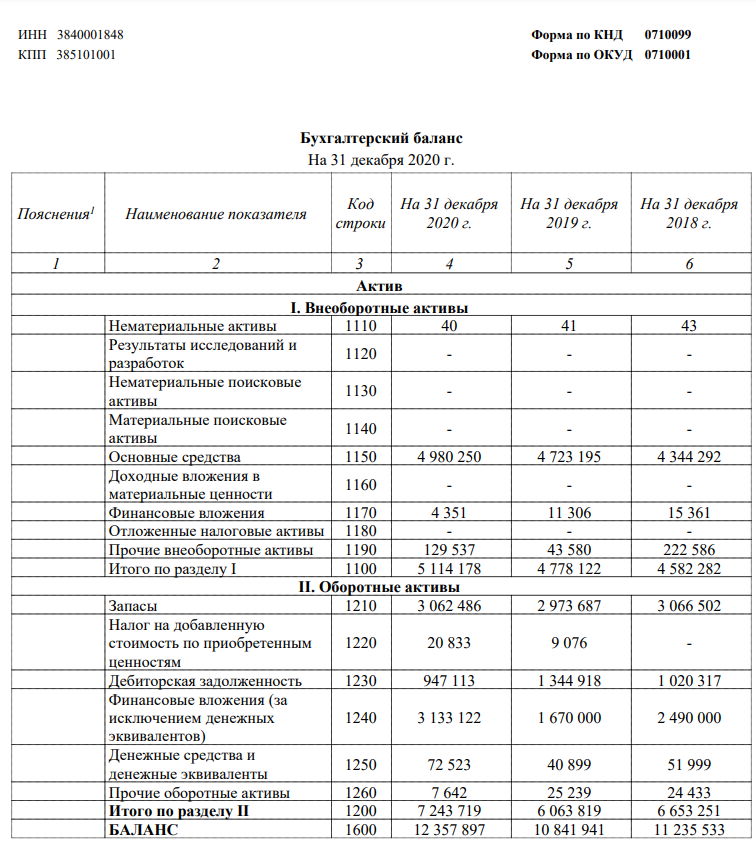 ИНН 3840001848 Форма по КНД 0710099
КПП 385101001 Форма по ОКУД 0710001
Бухгалтерский баланс
На 31 декабря 2020 г.
Пояснения1 Наименование показателя Код строки На 31 декабря 2020 г. На 31 декабря 2019 г. На 31 декабря 2018 г.
1 2 3 4 5 6
Актив
I. Внеоборотные активы
Нематериальные активы 1110 40 41 43
Результаты исследований и
разработок 1120 - - -
Нематериальные поисковые
активы 1130 - - -
Материальные поисковые
активы 1140 - - -
Основные средства 1150 4 980 250 4 723 195 4 344 292
Доходные вложения в
материальные ценности 1160 - - -
Финансовые вложения 1170 4 351 11 306 15 361
Отложенные налоговые активы 1180 - - -
Прочие внеоборотные активы 1190 129 537 43 580 222 586
Итого по разделу I 1100 5 114 178 4 778 122 4 582 282
II. Оборотные активы
Запасы 1210 3 062 486 2 973 687 3 066 502
Налог на добавленную
стоимость по приобретенным
ценностям 1220 20 833 9 076 -
Дебиторская задолженность 1230 947 113 1 344 918 1 020 317
Финансовые вложения (за
исключением денежных
эквивалентов) 1240 3 133 122 1 670 000 2 490 000
Денежные средства и
денежные эквиваленты 1250 72 523 40 899 51 999
Прочие оборотные активы 1260 7 642 25 239 24 433
Итого по разделу II 1200 7 243 719 6 063 819 6 653 251
БАЛАНС 1600 12 357 897 10 841 941 11 235 533